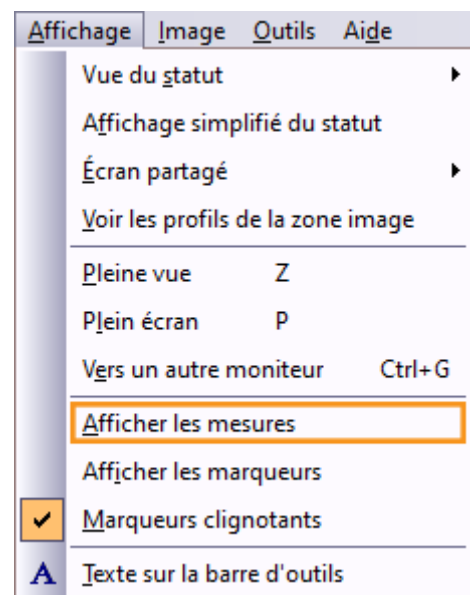 Affichage Image Outils Aide
Vue du statut
Affichage simplifié du statut
Écran partagé
Voir les profils de la zone image
Pleine vue Z
Plein écran P
Vers un autre moniteur Ctrl+G
Afficher les mesures
Afficher les marqueurs
Marqueurs clignotants
A Texte sur la barre d'outils